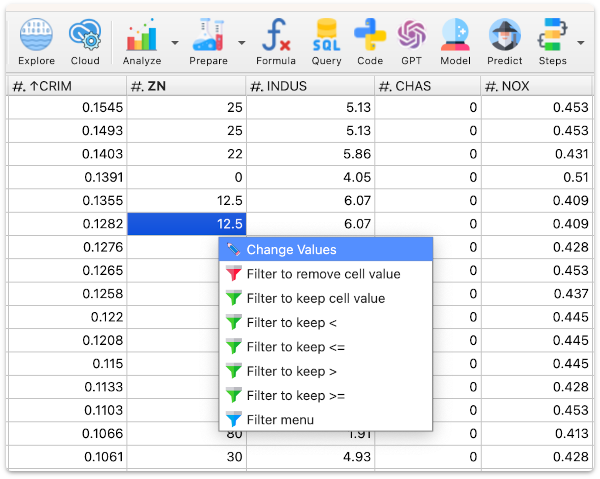 Explore Cloud Analyze Prepare Formula Query Code GPT Model Predict Steps
#. ↑CRIM #. ZN #. INDUS #. CHAS #. NOX
0.1545 25 5.13 0 0.453
0.1493 25 5.13 0 0.453
0.1403 22 5.86 0 0.431
0.1391 0 4.05 0 0.51
0.1355 12.5 6.07 0 0.409
0.1282 12.5 6.07 0 0.409
0.1276 Change Values 0 0.428
0.1265 Filter to remove cell value 0 0.453
0.1258 Filter to keep cell value 0 0.437
0.122 Filter to keep < 0 0.445
0.1208 Filter to keep <= 0 0.445
0.115 Filter to keep > 0 0.445
0.1133 Filter to keep >= 0 0.428
0.1103 Filter menu 0 0.453
0.1066 80 1.91 0 0.413
0.1061 30 4.93 0 0.428